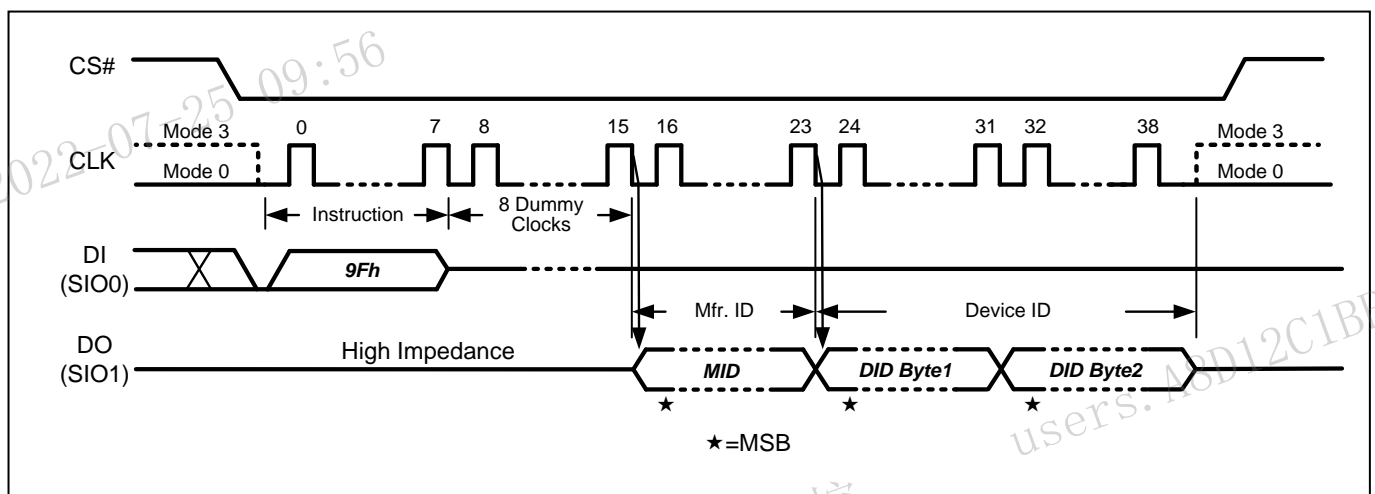 CS#
2022-07-25 09:56
0 7 8 15 16 23 24 31 32 38
Mode 3
Mode 3
CLK
Mode 0
Mode 0
Instruction
8 Dummy
Clocks
DI
(SIO0)
9Fh
Mfr. ID
Device ID
DO
(SIO1)
High Impedance
MID
DID Byte1
DID Byte2
★=MSB